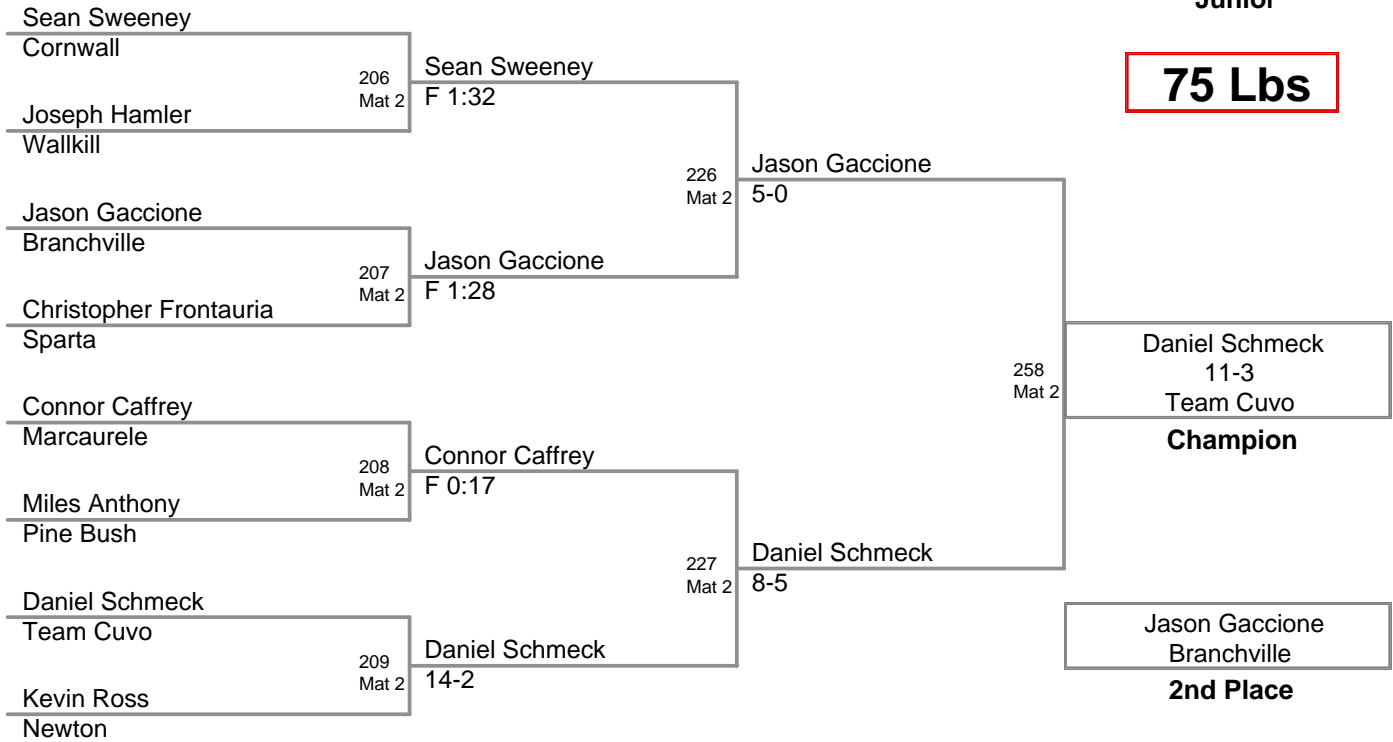 Junior
75 Lbs
Sean Sweeney
Cornwall
206
Mat 2
Joseph Hamler
Wallkill
Jason Gaccione
Branchville
207
Mat 2
Christopher Frontauria
Sparta
Connor Caffrey
Marcaurele
208
Mat 2
Miles Anthony
Pine Bush
Daniel Schmeck
Team Cuvo
209
Mat 2
Kevin Ross
Newton
Sean Sweeney
F 1:32
226
Mat 2
Jason Gaccione
F 1:28
Connor Caffrey
F 0:17
227
Mat 2
Daniel Schmeck
14-2
Jason Gaccione
5-0
258
Mat 2
Daniel Schmeck
8-5
Daniel Schmeck
11-3
Team Cuvo
Champion
Jason Gaccione
Branchville
2nd Place